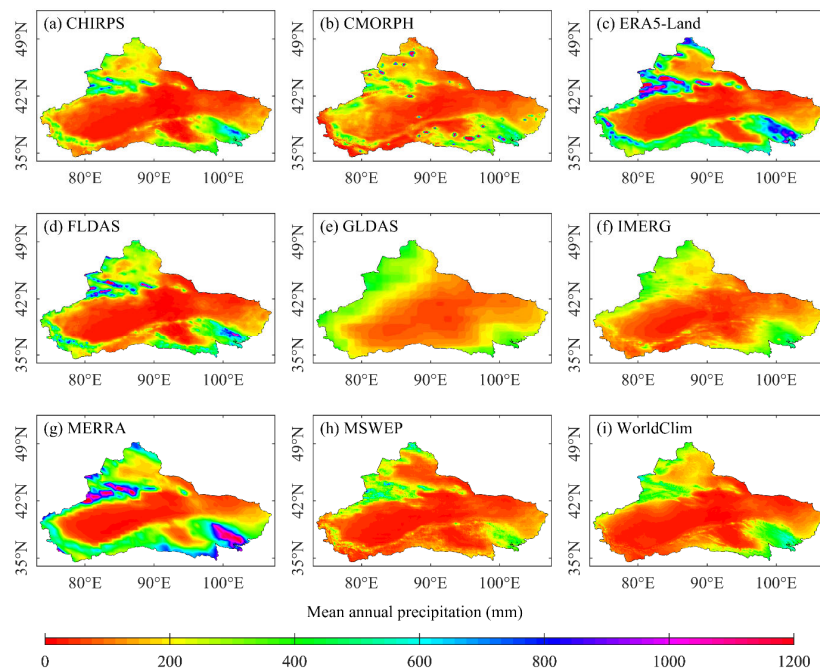 (a) CHIRPS
(b) CMORPH
(c) ERA5-Land
49°N
42°N
35°N
49°N
42°N
35°N
49°N
42°N
35°N
80°E 90°E 100°E
80°E 90°E 100°E
80°E 90°E 100°E
(d) FLDAS
(e) GLDAS
(f) IMERG
49°N
42°N
35°N
49°N
42°N
35°N
49°N
42°N
35°N
80°E 90°E 100°E
80°E 90°E 100°E
80°E 90°E 100°E
(g) MERRA
(h) MSWEP
(i) WorldClim
49°N
42°N
35°N
49°N
42°N
35°N
49°N
42°N
35°N
80°E 90°E 100°E
80°E 90°E 100°E
80°E 90°E 100°E
Mean annual precipitation (mm)
0 200 400 600 800 1000 1200